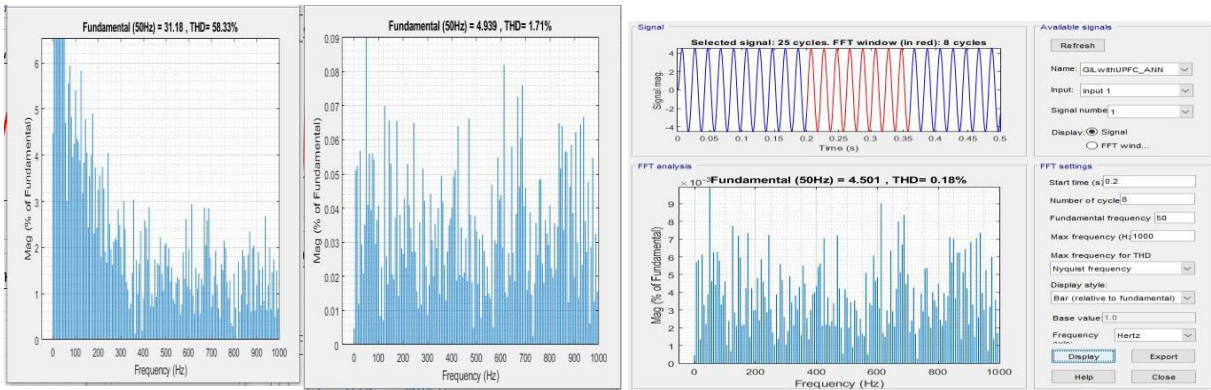 Fundamental (50Hz) = 31.18 , THD= 58.33%
6
5
4
3
2
1
0
Mag (% of Fundamental)
0 100 200 300 400 500 600 700 800 900 1000
Frequency (Hz)
Fundamental (50Hz) = 4.939 , THD= 1.71%
0.09
0.08
0.07
0.06
0.05
0.04
0.03
0.02
0.01
0
Mag (% of Fundamental)
0 100 200 300 400 500 600 700 800 900 1000
Frequency (Hz)
Signal
Selected signal: 25 cycles. FFT window (in red): 8 cycles
4
2
0
-2
-4
Signal mag.
0 0.05 0.1 0.15 0.2 0.25 0.3 0.35 0.4 0.45 0.5
Time (s)
FFT analysis
×10⁻³ Fundamental (50Hz) = 4.501 , THD= 0.18%
9
8
7
6
5
4
3
2
1
0
Mag (% of Fundamental)
0 200 400 600 800 1000
Frequency (Hz)
Available signals
Refresh
Name: GILwithUPFC_ANN
Input: input 1
Signal numbe 1
Display: Signal
FFT wind...
FFT settings
Start time (s) 0.2
Number of cycle 8
Fundamental frequency 50
Max frequency (H: 1000
Max frequency for THD
Nyquist frequency
Display style:
Bar (relative to fundamental)
Base value: 1.0
Frequency Hertz
Display Export
Help Close